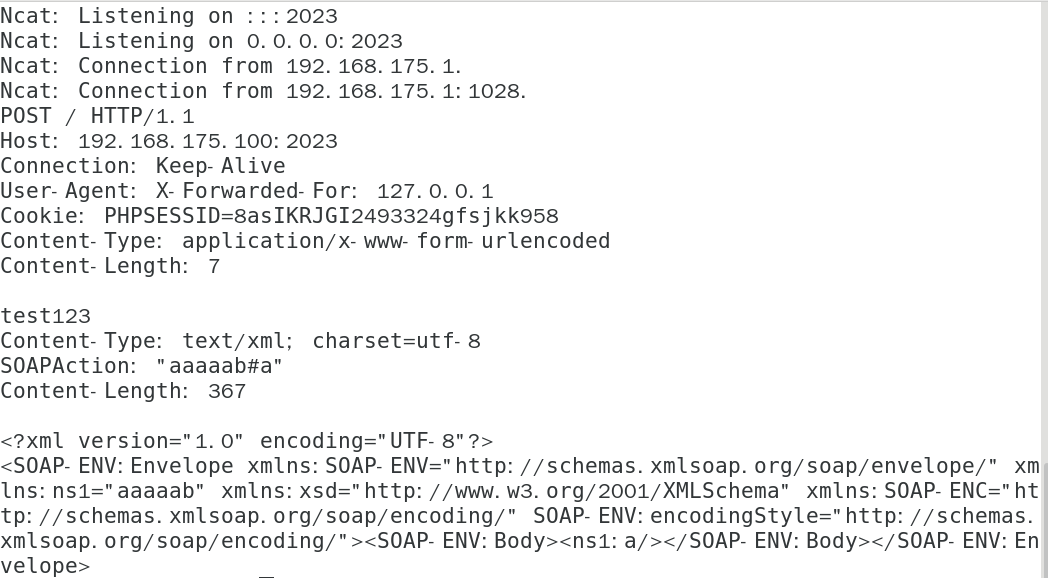 Ncat: Listening on :::2023
Ncat: Listening on 0.0.0.0:2023
Ncat: Connection from 192.168.175.1.
Ncat: Connection from 192.168.175.1:1028.
POST / HTTP/1.1
Host: 192.168.175.100:2023
Connection: Keep-Alive
User-Agent: X-Forwarded-For: 127.0.0.1
Cookie: PHPSESSID=8asIKRJGI2493324gfsjkk958
Content-Type: application/x-www-form-urlencoded
Content-Length: 7

test123
Content-Type: text/xml; charset=utf-8
SOAPAction: "aaaaab#a"
Content-Length: 367

<?xml version="1.0" encoding="UTF-8"?>
<SOAP-ENV:Envelope xmlns:SOAP-ENV="http://schemas.xmlsoap.org/soap/envelope/" xm
lns:ns1="aaaaab" xmlns:xsd="http://www.w3.org/2001/XMLSchema" xmlns:SOAP-ENC="ht
tp://schemas.xmlsoap.org/soap/encoding/" SOAP-ENV:encodingStyle="http://schemas.
xmlsoap.org/soap/encoding/"><SOAP-ENV:Body><ns1:a/></SOAP-ENV:Body></SOAP-ENV:En
velope>